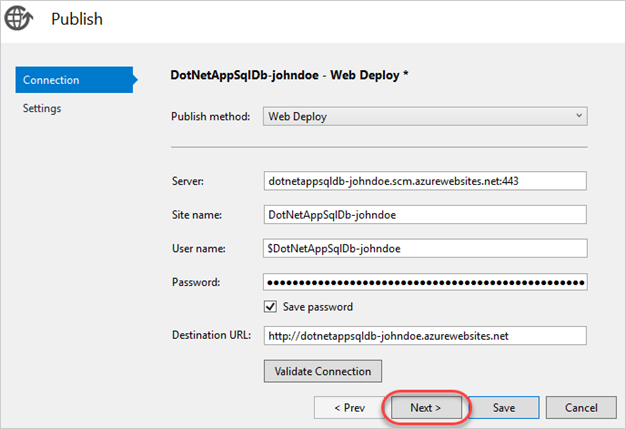 Publish
Connection
Settings
DotNetAppSqlDb-johndoe - Web Deploy *
Publish method: Web Deploy
Server: dotnetappsqldb-johndoe.scm.azurewebsites.net:443
Site name: DotNetAppSqlDb-johndoe
User name: $DotNetAppSqlDb-johndoe
Password:
Save password
Destination URL: http://dotnetappsqldb-johndoe.azurewebsites.net
Validate Connection
< Prev Next > Save Cancel